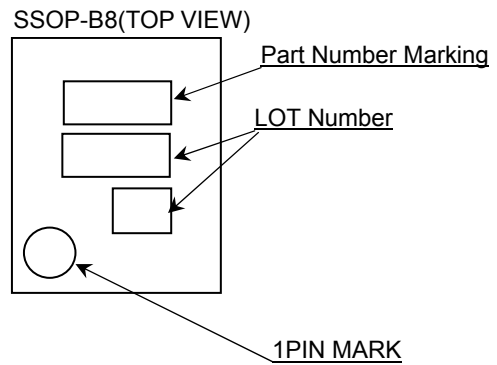 SSOP-B8(TOP VIEW)
Part Number Marking
LOT Number
1PIN MARK